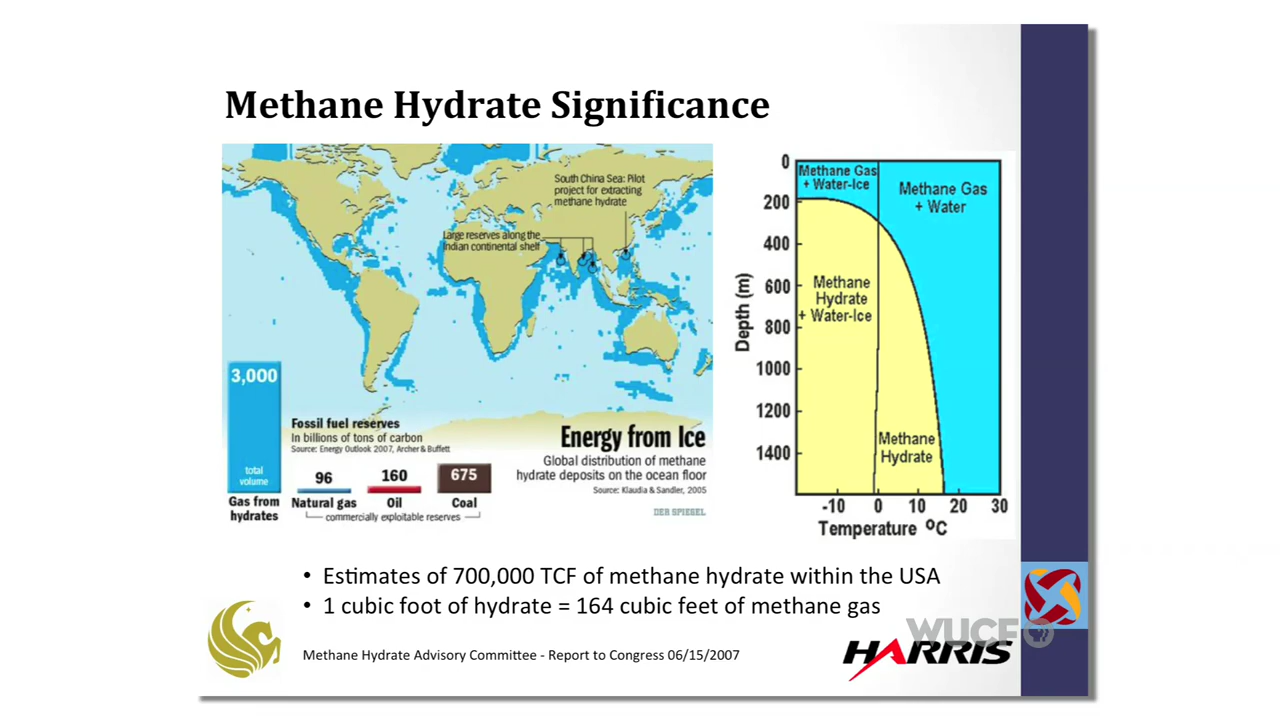 Methane Hydrate Significance
South China Sea: Pilot
project for extracting
methane hydrate
Large reserves along the
Indian continental shelf
3,000
total
volume
Gas from
hydrates
Fossil fuel reserves
In billions of tons of carbon
Source: Energy Outlook 2007, Archer & Buffett
96
Natural gas
160
Oil
675
Coal
commercially exploitable reserves
Energy from Ice
Global distribution of methane
hydrate deposits on the ocean floor
Source: Klaudia & Sandler, 2005
DER SPIEGEL
Depth (m)
0
200
400
600
800
1000
1200
1400
Methane Gas
+ Water-Ice
Methane Gas
+ Water
Methane
Hydrate
+ Water-Ice
Methane
Hydrate
-10 0 10 20 30
Temperature ºC
• Estimates of 700,000 TCF of methane hydrate within the USA
• 1 cubic foot of hydrate = 164 cubic feet of methane gas
Methane Hydrate Advisory Committee - Report to Congress 06/15/2007
WUCF
PBS
HARRIS